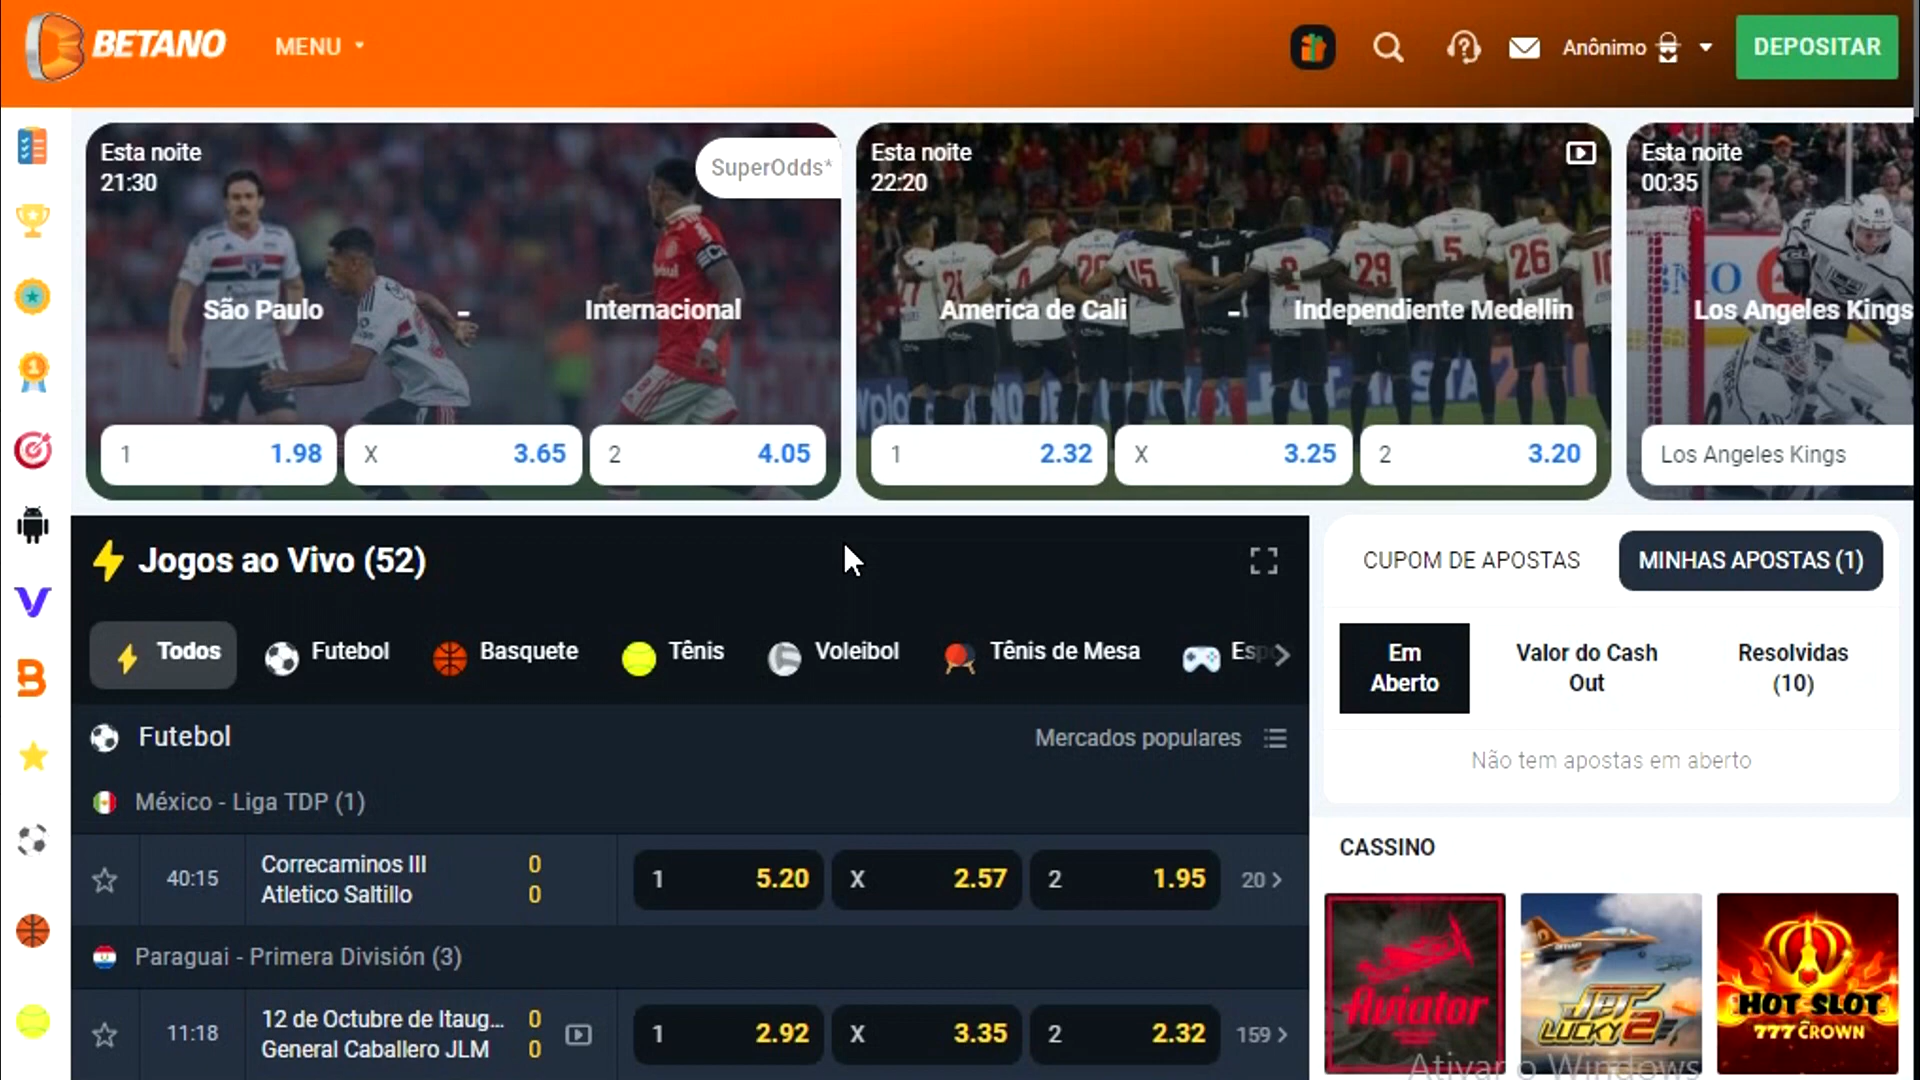 BETANO
MENU
Anônimo
DEPOSITAR
Esta noite
21:30
SuperOdds*
São Paulo
-
Internacional
1
1.98
X
3.65
2
4.05
Esta noite
22:20
America de Cali
-
Independiente Medellin
1
2.32
X
3.25
2
3.20
Esta noite
00:35
Los Angeles Kings
Los Angeles Kings
Jogos ao Vivo (52)
Todos
Futebol
Basquete
Tênis
Voleibol
Tênis de Mesa
Futebol
Mercados populares
México - Liga TDP (1)
40:15
Correcaminos III
0
Atletico Saltillo
0
1
5.20
X
2.57
2
1.95
20
Paraguai - Primera División (3)
11:18
12 de Octubre de Itaug...
0
General Caballero JLM
0
1
2.92
X
3.35
2
2.32
159
CUPOM DE APOSTAS
MINHAS APOSTAS (1)
Em
Aberto
Valor do Cash
Out
Resolvidas
(10)
Não tem apostas em aberto
CASSINO
Aviator
JET
LUCKY 2
HOT SLOT
777 CROWN
Ativar o Windows